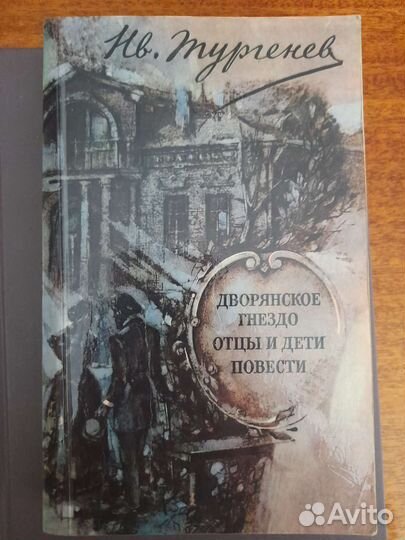 Ив. Тургенев
ДВОРЯНСКОЕ
ГНЕЗДО
ОТЦЫ И ДЕТИ
ПОВЕСТИ
Avito